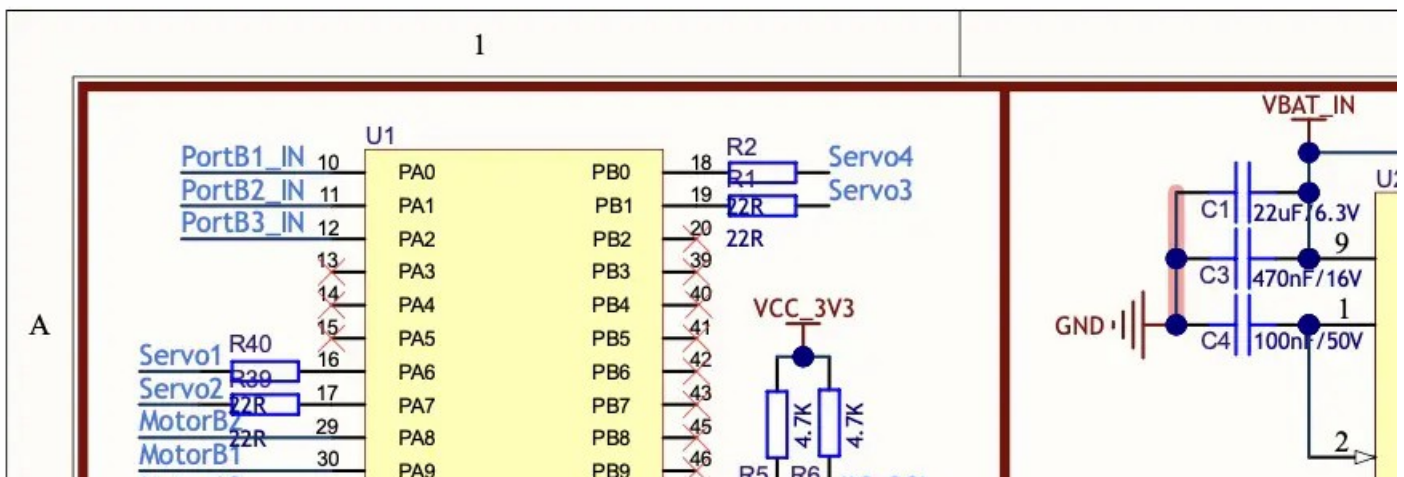 1
A
U1
PortB1_IN 10 PA0
PortB2_IN 11 PA1
PortB3_IN 12 PA2
13 PA3
14 PA4
15 PA5
Servo1 R40 16 PA6
Servo2 R39 17 PA7
22R
MotorB2 29 PA8
22R
MotorB1 30 PA9
R2
PB0 18 Servo4
R1
PB1 19 Servo3
22R
PB2 20
22R
PB3 39
PB4 40
PB5 41
PB6 42
PB7 43
PB8 45
PB9 46
VCC_3V3
4.7K 4.7K
R5 R6
VBAT_IN
U2
C1 22uF/6.3V
9
C3 470nF/16V
1
GND
C4 100nF/50V
2